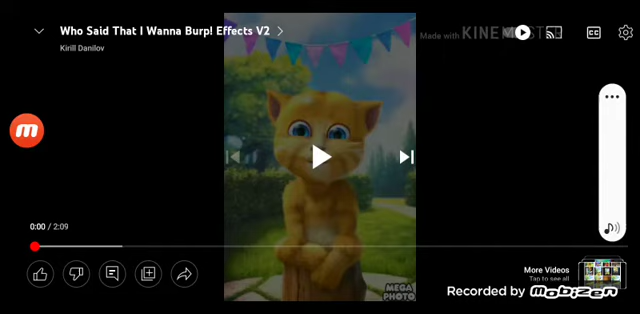 Who Said That I Wanna Burp! Effects V2
Kirill Danilov
Made with KINEMASTER
CC
m
0:00 / 2:09
More Videos
Tap to see all
MEGA
PHOTO
Recorded by Mobizen